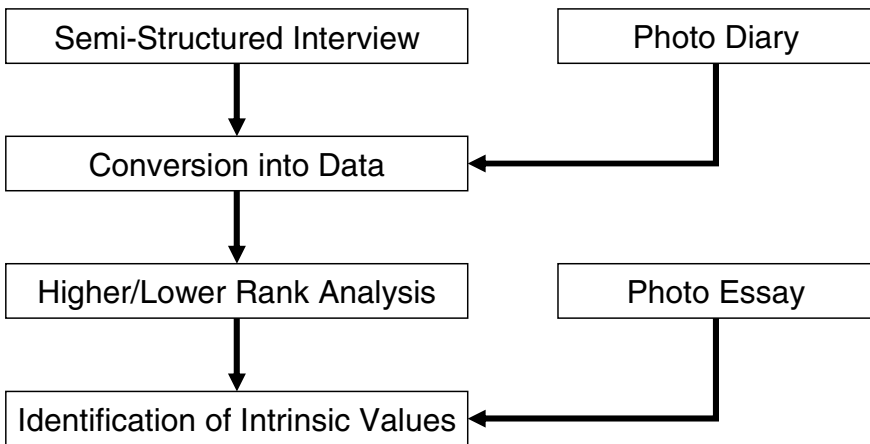 Semi-Structured Interview
Photo Diary
Conversion into Data
Higher/Lower Rank Analysis
Photo Essay
Identification of Intrinsic Values